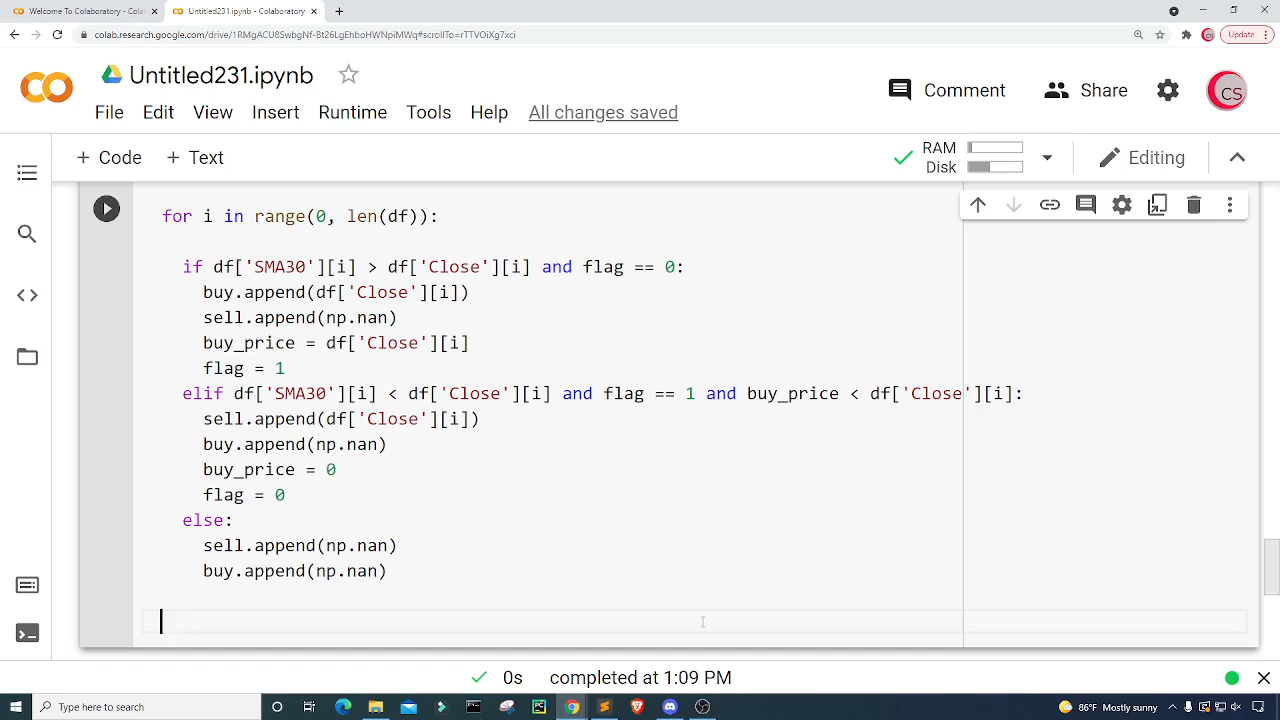 Welcome To Colaboratory - Colal
Untitled231.ipynb - Colaboratory
colab.research.google.com/drive/1RMgACU8SwbgNf-Bt26LgEhboHWNpiMWq#scrollTo=rTTVOiXg7xci
CS
Update
Untitled231.ipynb
File Edit View Insert Runtime Tools Help All changes saved
Comment
Share
CS
+ Code + Text
RAM
Disk
Editing
for i in range(0, len(df)):
if df['SMA30'][i] > df['Close'][i] and flag == 0:
buy.append(df['Close'][i])
sell.append(np.nan)
buy_price = df['Close'][i]
flag = 1
elif df['SMA30'][i] < df['Close'][i] and flag == 1 and buy_price < df['Close'][i]:
sell.append(df['Close'][i])
buy.append(np.nan)
buy_price = 0
flag = 0
else:
sell.append(np.nan)
buy.append(np.nan)
0s completed at 1:09 PM
Type here to search
86°F Mostly sunny